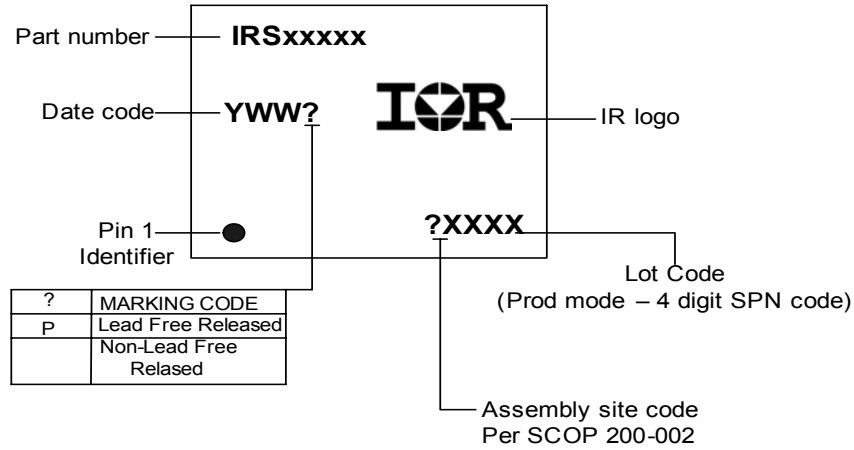 Part number
IRSxxxxx
Date code
YWW?
IOR
IR logo
Pin 1
Identifier
?XXXX
Lot Code
(Prod mode – 4 digit SPN code)
? MARKING CODE
P Lead Free Released
Non-Lead Free
Relased
Assembly site code
Per SCOP 200-002